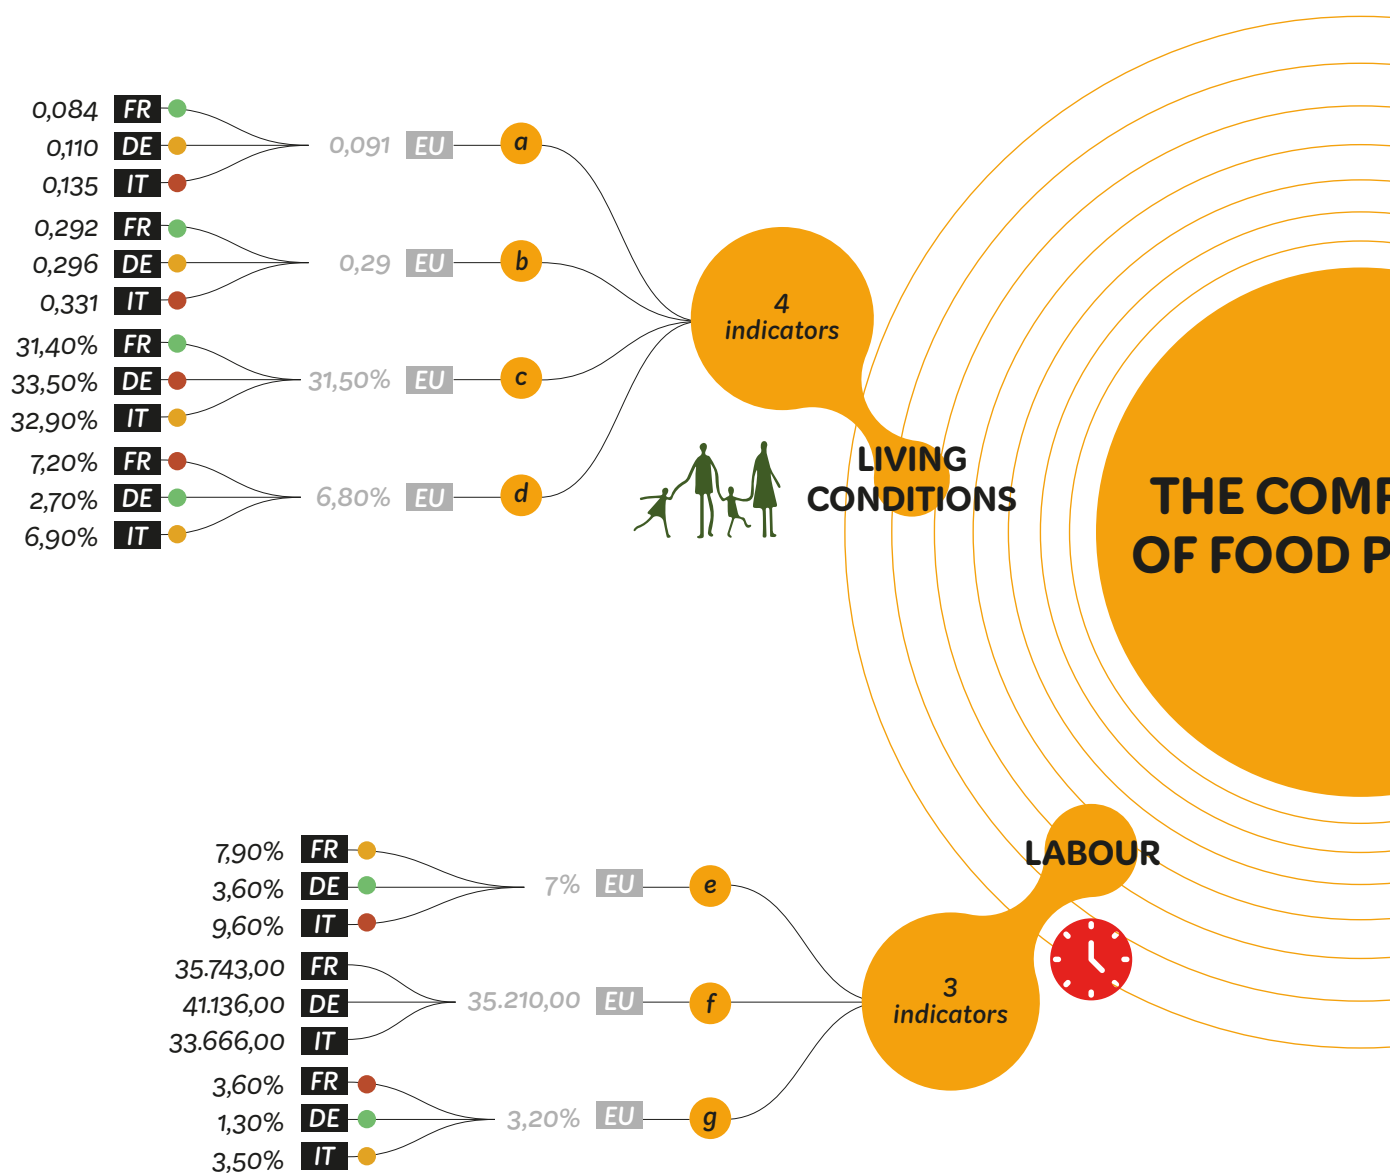 0,084 FR
0,110 DE
0,135 IT
0,091 EU a
0,292 FR
0,296 DE
0,331 IT
0,29 EU b
31,40% FR
33,50% DE
32,90% IT
31,50% EU c
7,20% FR
2,70% DE
6,90% IT
6,80% EU d
4
indicators
LIVING
CONDITIONS
THE COMP
OF FOOD P
7,90% FR
3,60% DE
9,60% IT
7% EU e
35.743,00 FR
41.136,00 DE
33.666,00 IT
35.210,00 EU f
3,60% FR
1,30% DE
3,50% IT
3,20% EU g
3
indicators
LABOUR